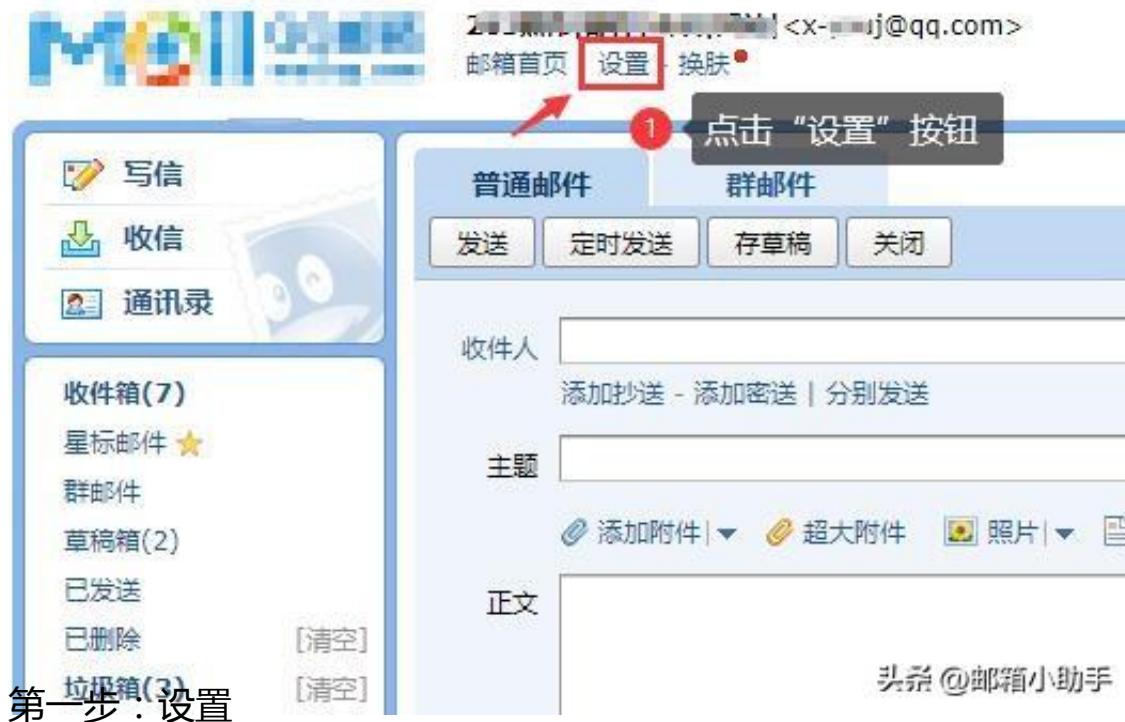 Mail
<x-
j@qq.com>
邮箱首页 设置 - 换肤
1 点击“设置”按钮
写信
收信
通讯录
普通邮件 群邮件
发送 定时发送 存草稿 关闭
收件人
添加抄送 - 添加密送 | 分别发送
主题
添加附件 | 超大附件 照片 |
正文
收件箱(7)
星标邮件
群邮件
草稿箱(2)
已发送
已删除 [清空]
垃圾箱(3) [清空]
头条 @邮箱小助手
第一步：设置